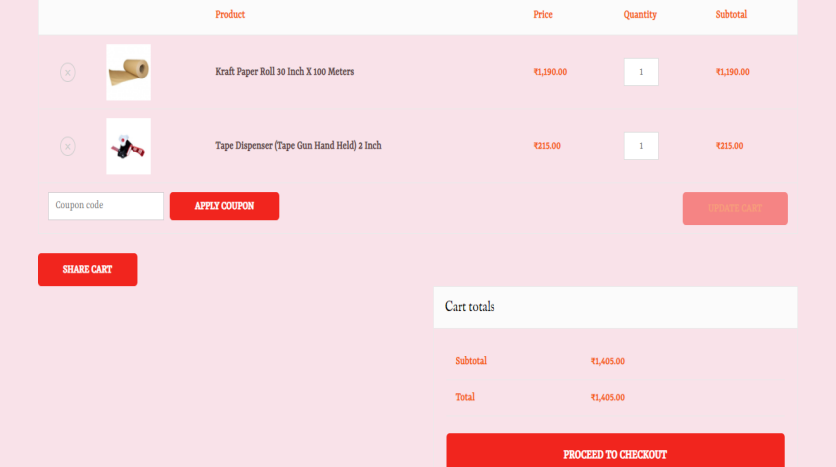 Product Price Quantity Subtotal
x Kraft Paper Roll 30 Inch X 100 Meters ₹1,190.00 1 ₹1,190.00
x Tape Dispenser (Tape Gun Hand Held) 2 Inch ₹215.00 1 ₹215.00
Coupon code APPLY COUPON UPDATE CART
SHARE CART
Cart totals
Subtotal ₹1,405.00
Total ₹1,405.00
PROCEED TO CHECKOUT